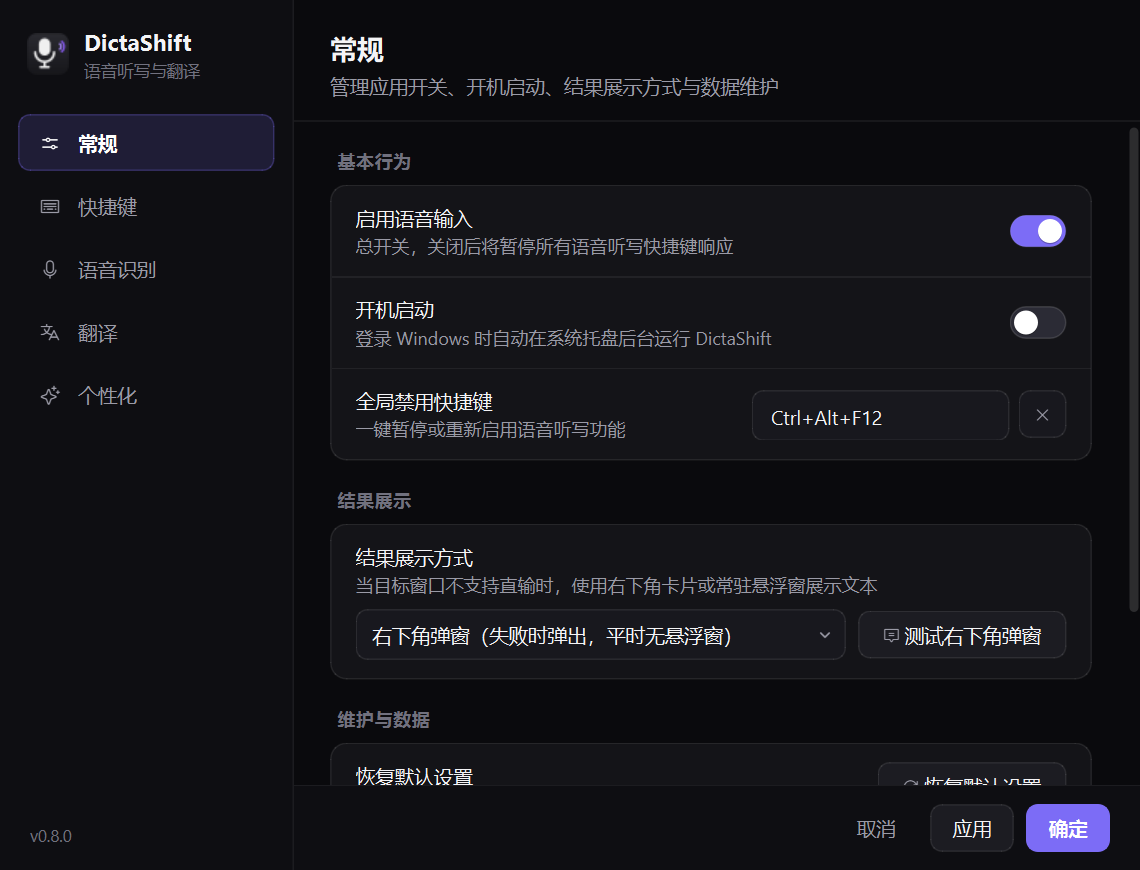 DictaShift
语音听写与翻译
常规
快捷键
语音识别
翻译
个性化
v0.8.0
常规
管理应用开关、开机启动、结果展示方式与数据维护
基本行为
启用语音输入
总开关，关闭后将暂停所有语音听写快捷键响应
开机启动
登录 Windows 时自动在系统托盘后台运行 DictaShift
全局禁用快捷键
一键暂停或重新启用语音听写功能
Ctrl+Alt+F12
结果展示
结果展示方式
当目标窗口不支持直输时，使用右下角卡片或常驻悬浮窗展示文本
右下角弹窗（失败时弹出，平时无悬浮窗）
测试右下角弹窗
维护与数据
恢复默认设置
恢复默认设置
取消
应用
确定